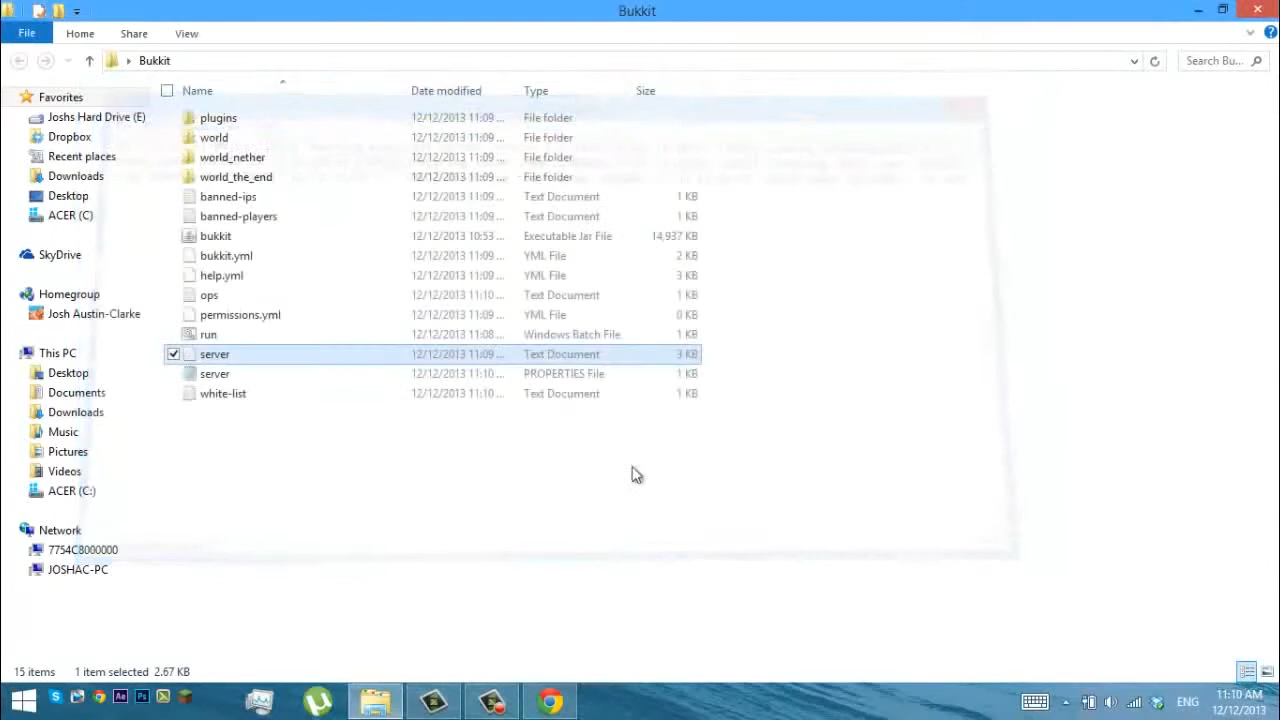 Bukkit
File Home Share View
Bukkit
Search Bu...
Name Date modified Type Size
Favorites
Joshs Hard Drive (E)
Dropbox
Recent places
Downloads
Desktop
ACER (C)
SkyDrive
Homegroup
Josh Austin-Clarke
This PC
Desktop
Documents
Downloads
Music
Pictures
Videos
ACER (C:)
Network
7754C8000000
JOSHAC-PC
plugins 12/12/2013 11:09 ... File folder
world 12/12/2013 11:09 ... File folder
world_nether 12/12/2013 11:09 ... File folder
world_the_end 12/12/2013 11:09 ... File folder
banned-ips 12/12/2013 11:09 ... Text Document 1 KB
banned-players 12/12/2013 11:09 ... Text Document 1 KB
bukkit 12/12/2013 10:53 ... Executable Jar File 14,937 KB
bukkit.yml 12/12/2013 11:09 ... YML File 2 KB
help.yml 12/12/2013 11:09 ... YML File 3 KB
ops 12/12/2013 11:10 ... Text Document 1 KB
permissions.yml 12/12/2013 11:09 ... YML File 0 KB
run 12/12/2013 11:08 ... Windows Batch File 1 KB
server 12/12/2013 11:09 ... Text Document 3 KB
server 12/12/2013 11:10 ... PROPERTIES File 1 KB
white-list 12/12/2013 11:10 ... Text Document 1 KB
15 items 1 item selected 2.67 KB
Ae Ps
ENG
11:10 AM
12/12/2013